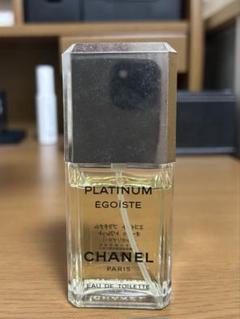 PLATINUM
ÉGOÏSTE
CHANEL
PARIS
EAU DE TOILETTE